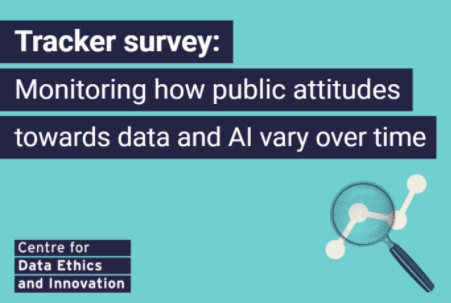 Tracker survey:
Monitoring how public attitudes
towards data and AI vary over time
Centre for
Data Ethics
and Innovation